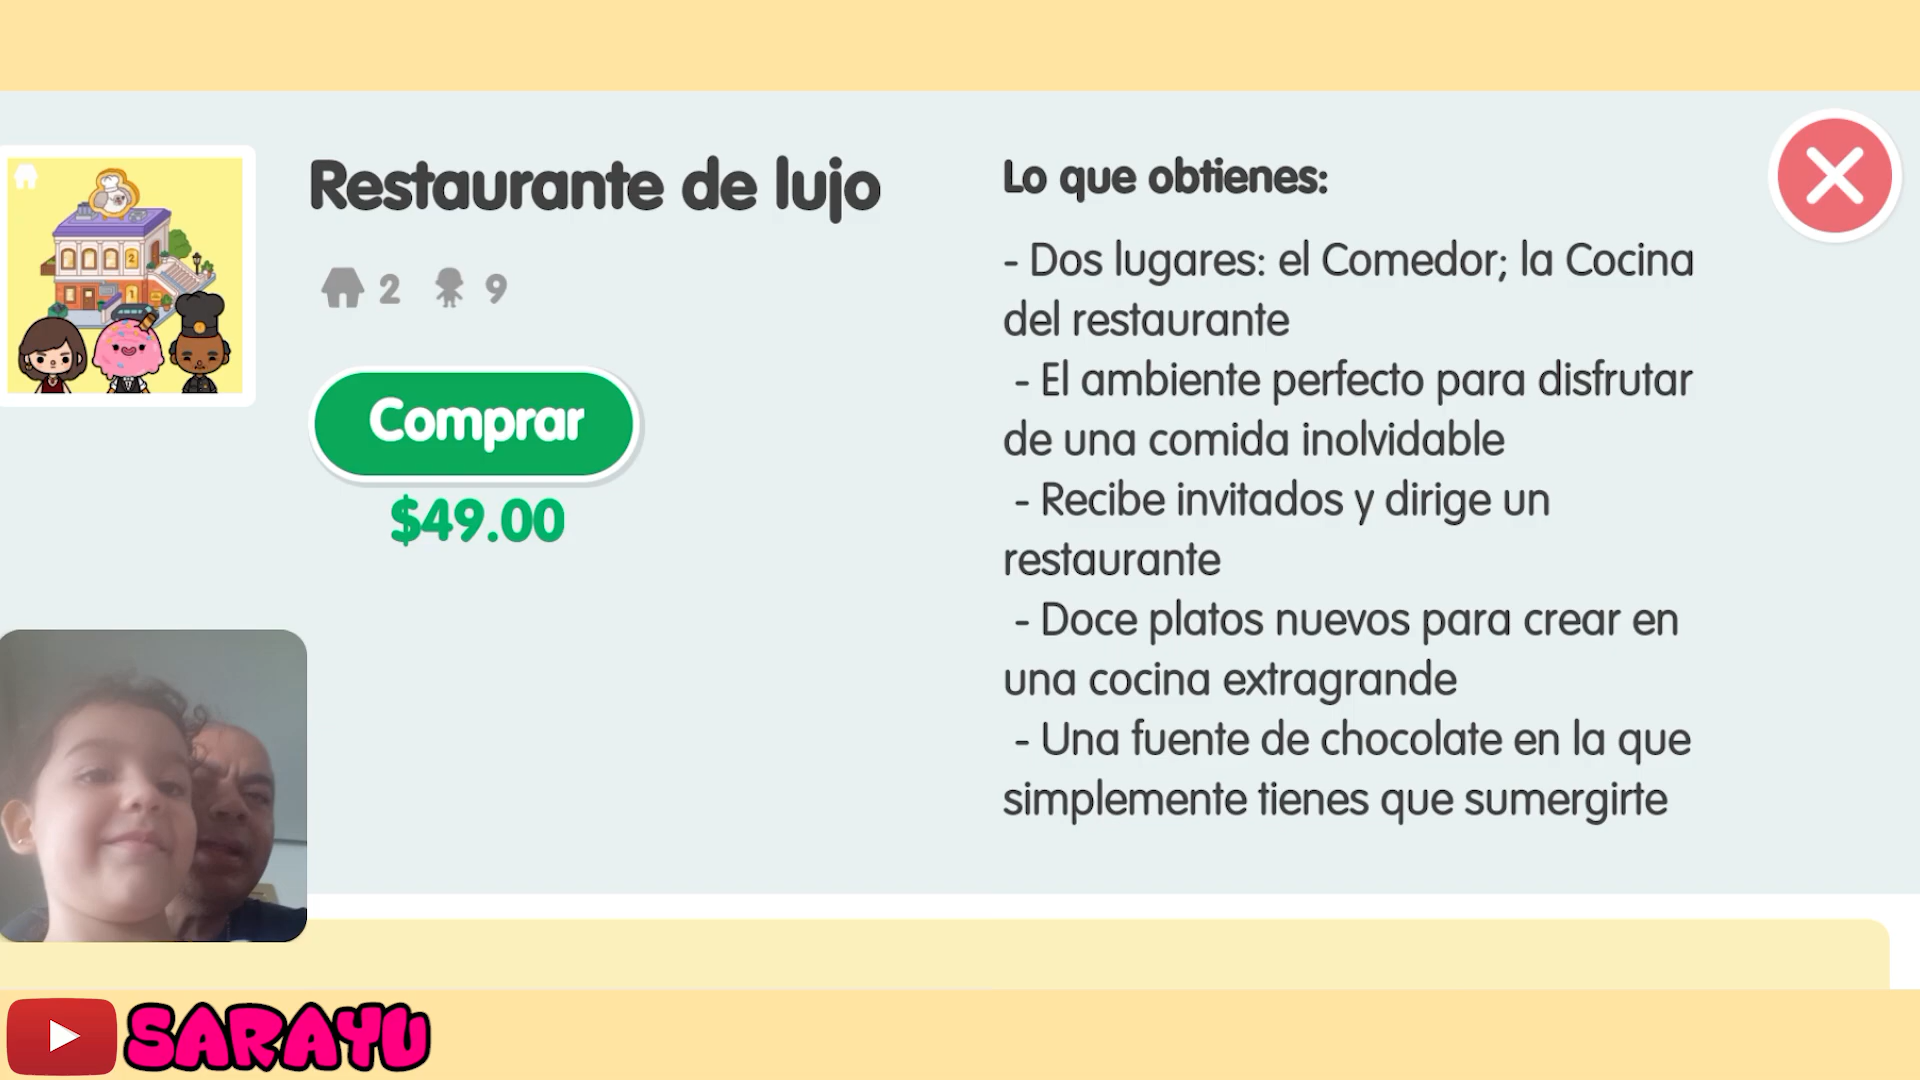 Restaurante de lujo
2 9
Comprar
$49.00
Lo que obtienes:
- Dos lugares: el Comedor; la Cocina
del restaurante
- El ambiente perfecto para disfrutar
de una comida inolvidable
- Recibe invitados y dirige un
restaurante
- Doce platos nuevos para crear en
una cocina extragrande
- Una fuente de chocolate en la que
simplemente tienes que sumergirte
2
1
SARAYU